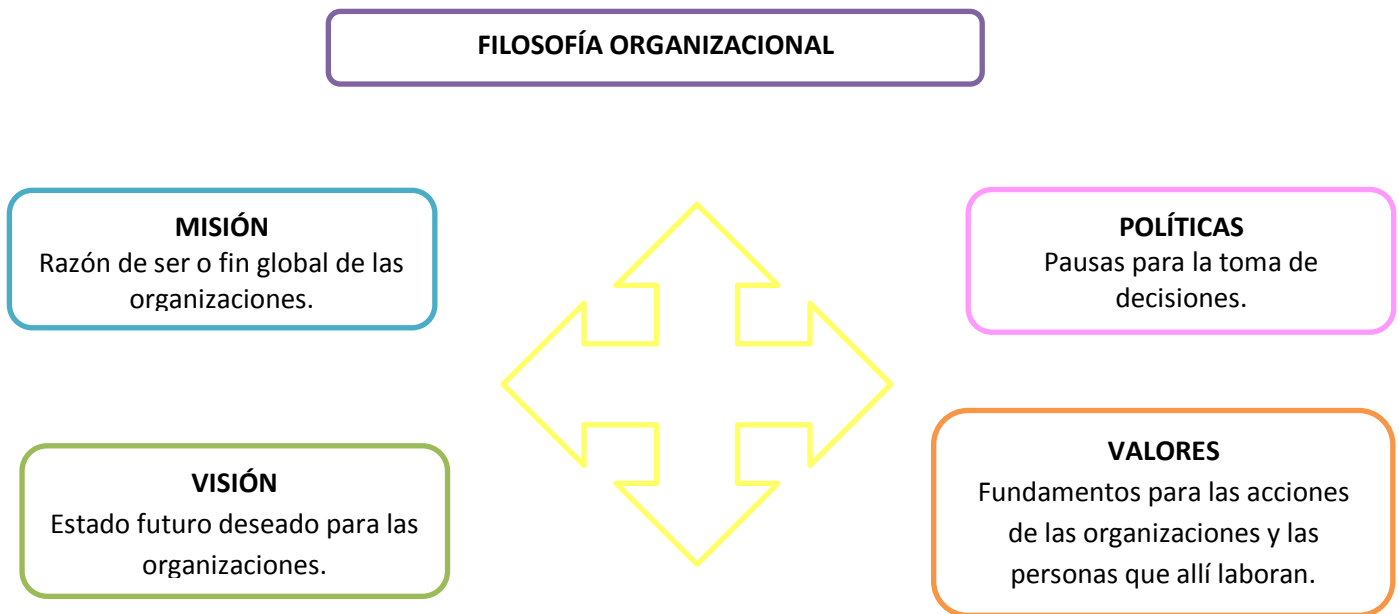 FILOSOFÍA ORGANIZACIONAL
MISIÓN
Razón de ser o fin global de las
organizaciones.
POLÍTICAS
Pausas para la toma de
decisiones.
VISIÓN
Estado futuro deseado para las
organizaciones.
VALORES
Fundamentos para las acciones
de las organizaciones y las
personas que allí laboran.